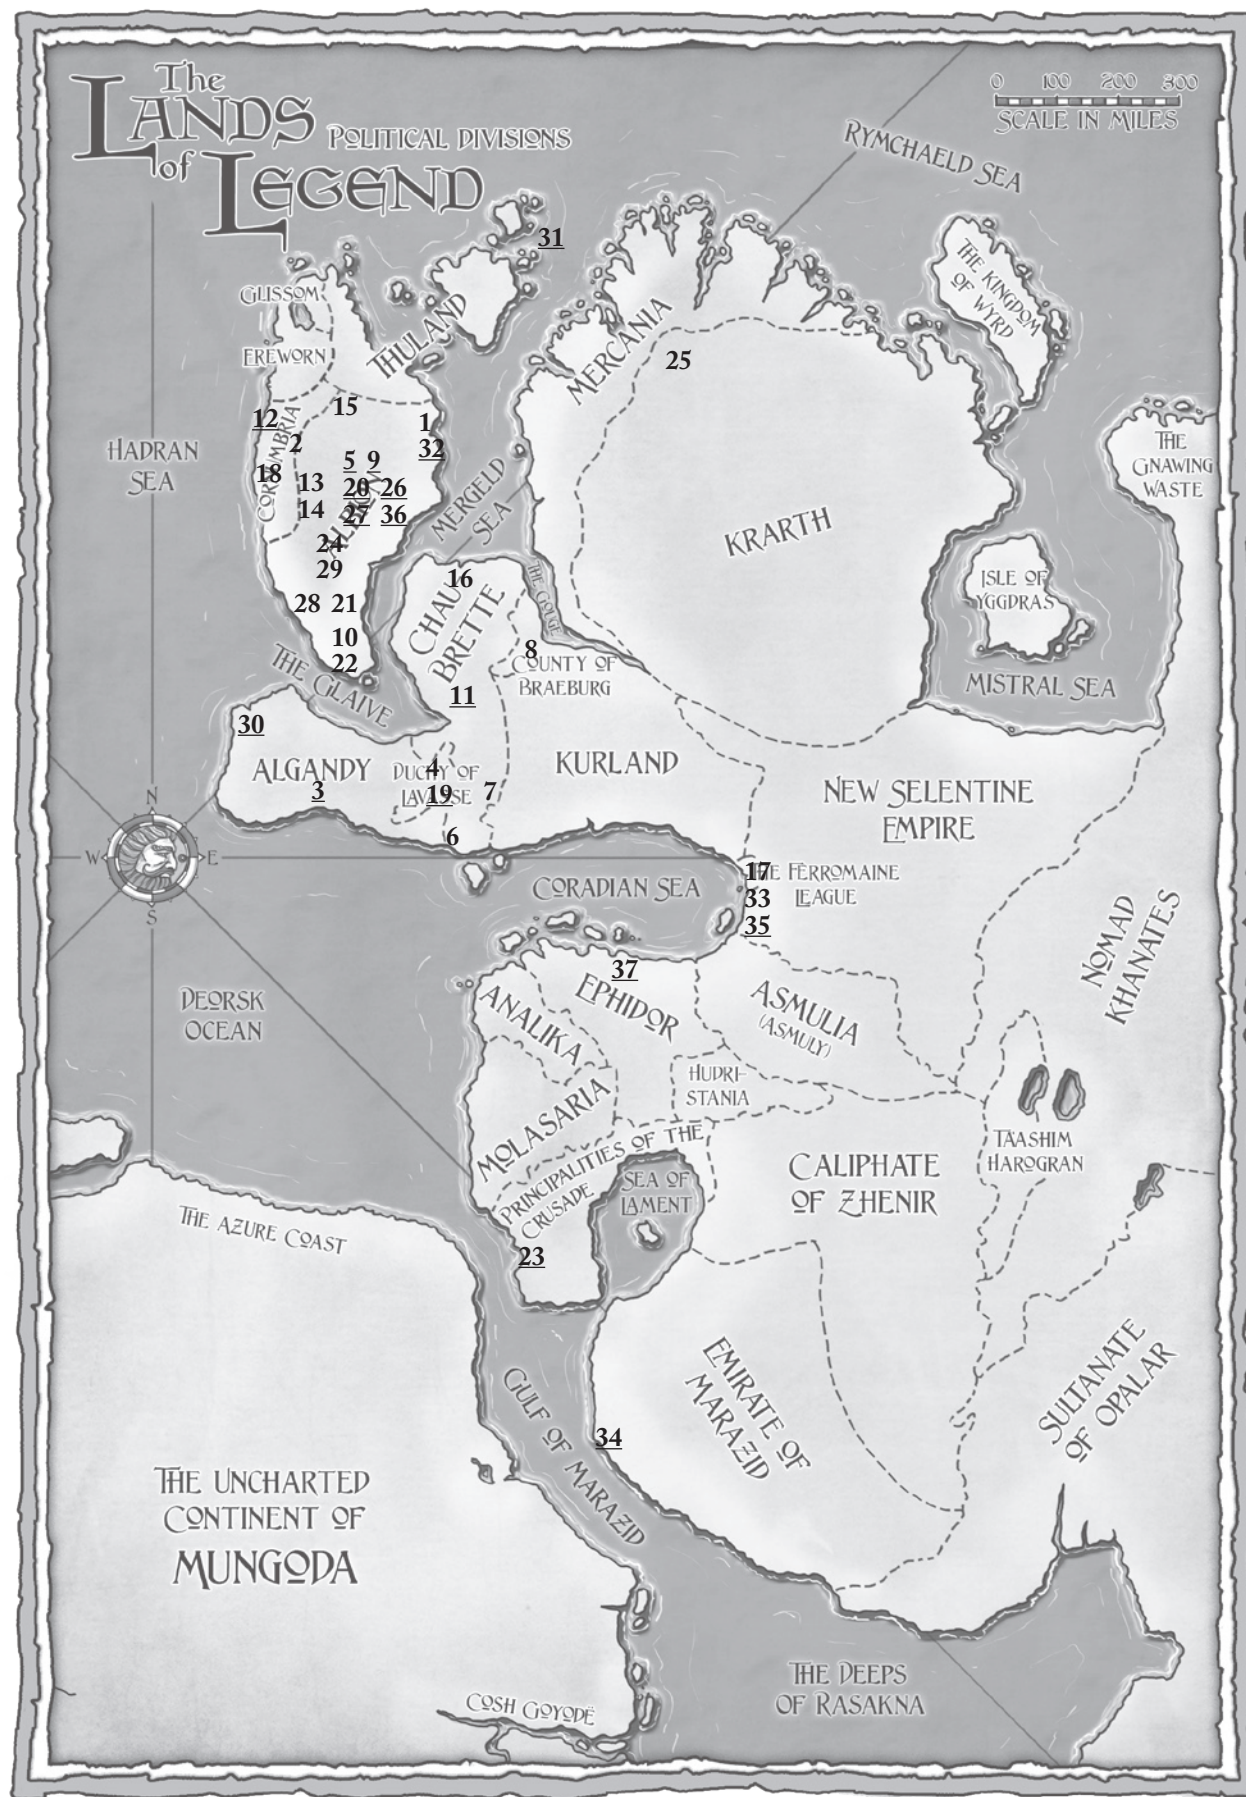 The
LANDS
of LEGEND
POLITICAL DIVISIONS
0 100 200 300
SCALE IN MILES
RYMCHAELD SEA
31
THE KINGDOM
OF WYRD
GLISSOM
EREWORN
THULAND
MERCANIA
25
12
15
1
2
32
CORNUMBRIA
HADRAN
SEA
18
13
5 9
20 26
14
27 36
ALBION
24
29
28 21
10
22
MERGELD
SEA
KRARTH
THE
GNAWING
WASTE
ISLE OF
YGGDRAS
MISTRAL SEA
16
CHAUBRETTE
THE GOUGE
8
COUNTY OF
BRAEBURG
11
THE GLAIVE
30
ALGANDY
3
4
DUCHY OF
LAVAISSE
19
7
6
KURLAND
NEW SELENTINE
EMPIRE
N
W E
S
CORADIAN SEA
17
THE FERROMAINE
LEAGUE
33
35
NOMAD
KHANATES
37
EPHIDOR
ANALIKA
ASMULIA
(ASMULY)
DEORSK
OCEAN
HUDRI-
STANIA
MOLASARIA
PRINCIPALITIES OF THE
CRUSADE
SEA OF
LAMENT
TAASHIM
HAROGRAN
CALIPHATE
OF ZHENIR
THE AZURE COAST
23
EMIRATE OF
MARAZID
SULTANATE
OF OPALAR
GULF OF MARAZID
34
THE UNCHARTED
CONTINENT OF
MUNGODA
THE DEEPS
OF RASAKNA
COSH GOYODË